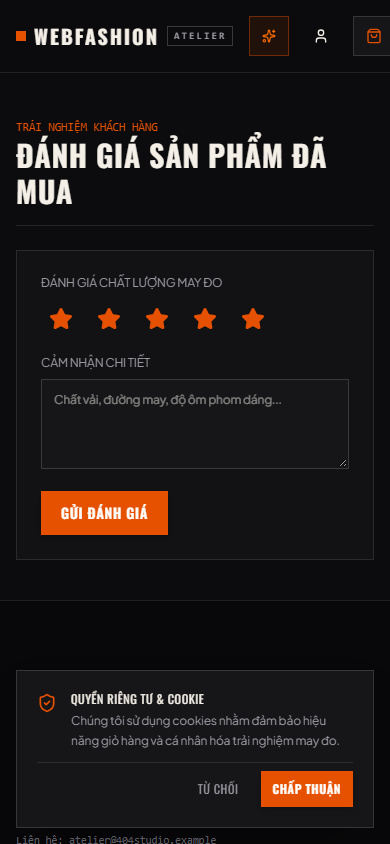 WEBFASHION ATELIER
TRẢI NGHIỆM KHÁCH HÀNG
ĐÁNH GIÁ SẢN PHẨM ĐÃ
MUA
ĐÁNH GIÁ CHẤT LƯỢNG MAY ĐO
CẢM NHẬN CHI TIẾT
Chất vải, đường may, độ ôm phom dáng...
GỬI ĐÁNH GIÁ
QUYỀN RIÊNG TƯ & COOKIE
Chúng tôi sử dụng cookies nhằm đảm bảo hiệu
năng giỏ hàng và cá nhân hóa trải nghiệm may đo.
TỪ CHỐI CHẤP THUẬN
Liên hệ: atelier@404studio.example